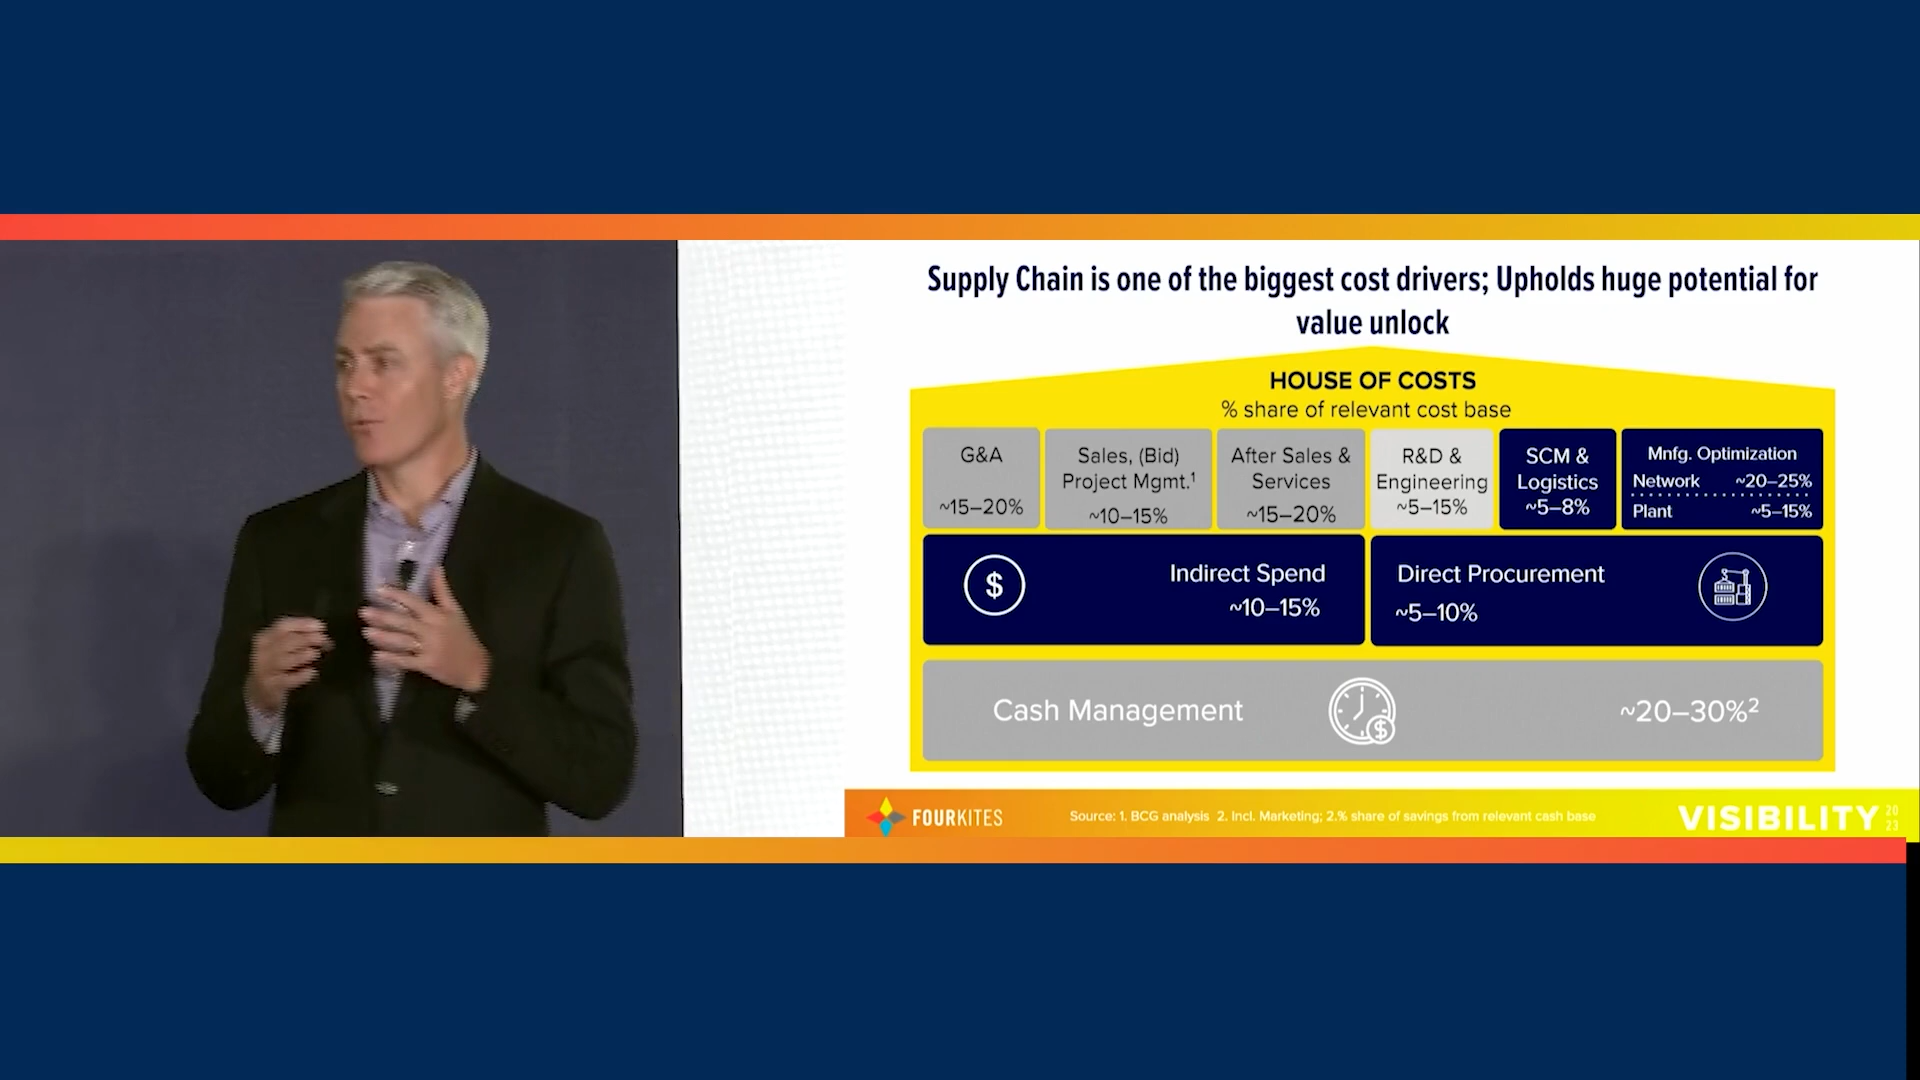 Supply Chain is one of the biggest cost drivers; Upholds huge potential for
value unlock
HOUSE OF COSTS
% share of relevant cost base
G&A
~15–20%
Sales, (Bid)
Project Mgmt.¹
~10–15%
After Sales &
Services
~15–20%
R&D &
Engineering
~5–15%
SCM &
Logistics
~5–8%
Mnfg. Optimization
Network ~20–25%
Plant ~5–15%
$
Indirect Spend
~10–15%
Direct Procurement
~5–10%
Cash Management
$
~20–30%²
FOURKITES
Source: 1. BCG analysis 2. Incl. Marketing; 2.% share of savings from relevant cash base
VISIBILITY 20
23